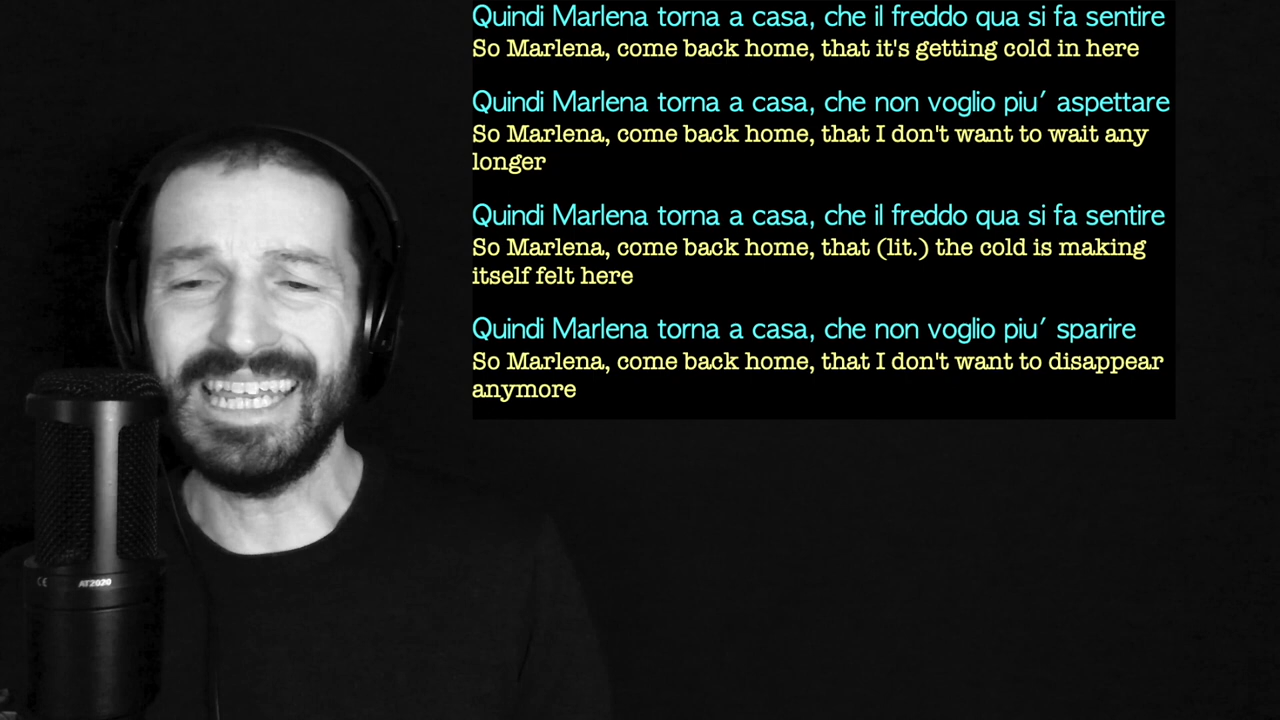 Quindi Marlena torna a casa, che il freddo qua si fa sentire
So Marlena, come back home, that it's getting cold in here
Quindi Marlena torna a casa, che non voglio piu´ aspettare
So Marlena, come back home, that I don't want to wait any
longer
Quindi Marlena torna a casa, che il freddo qua si fa sentire
So Marlena, come back home, that (lit.) the cold is making
itself felt here
Quindi Marlena torna a casa, che non voglio piu´ sparire
So Marlena, come back home, that I don't want to disappear
anymore
CE AT2020